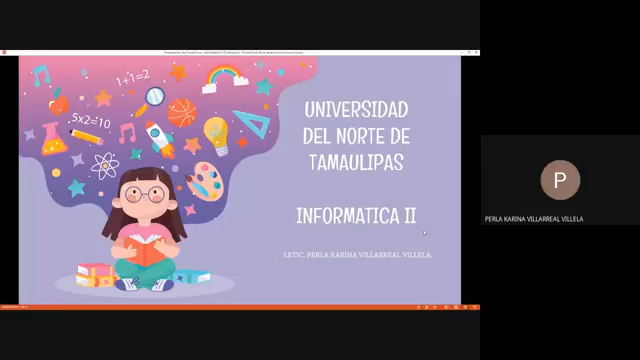 1+1=2
5x2=10
UNIVERSIDAD
DEL NORTE DE
TAMAULIPAS
INFORMATICA II
LETIC. PERLA KARINA VILLARREAL VILLELA
P
PERLA KARINA VILLARREAL VILLELA